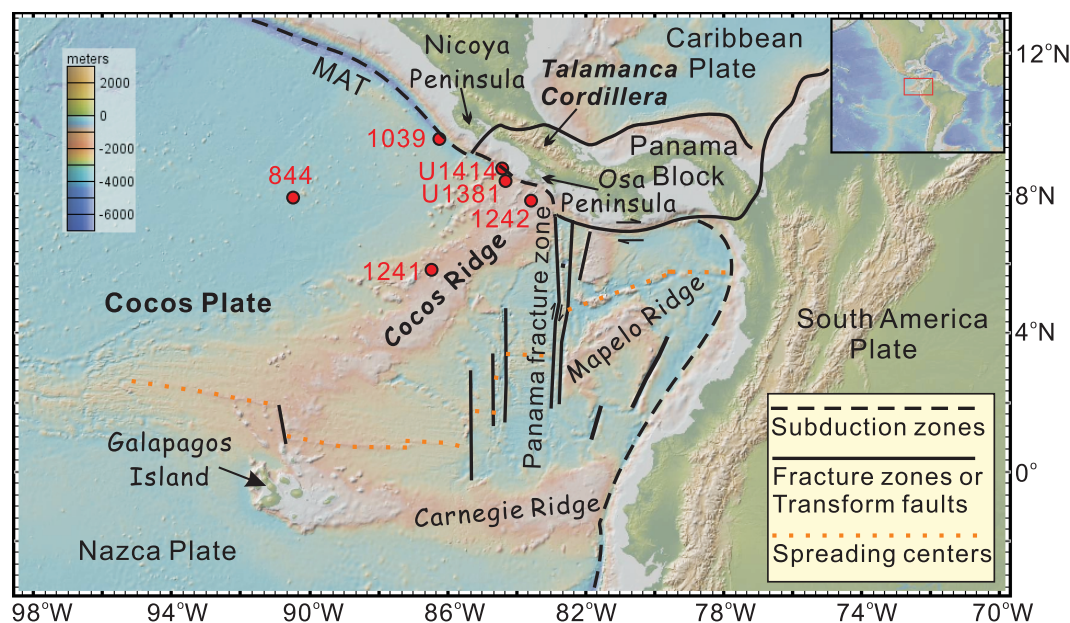 meters
2000
0
-2000
-4000
-6000
MAT
Nicoya
Peninsula
Talamanca
Cordillera
Caribbean
Plate
12°N
8°N
4°N
0°
1039
844
U1414
U1381
1242
1241
Panama
Block
Osa
Peninsula
Cocos Ridge
Cocos Plate
Panama fracture zone
Mapelo Ridge
South America
Plate
Galapagos
Island
Carnegie Ridge
Nazca Plate
Subduction zones
Fracture zones or
Transform faults
Spreading centers
98°W
94°W
90°W
86°W
82°W
78°W
74°W
70°W